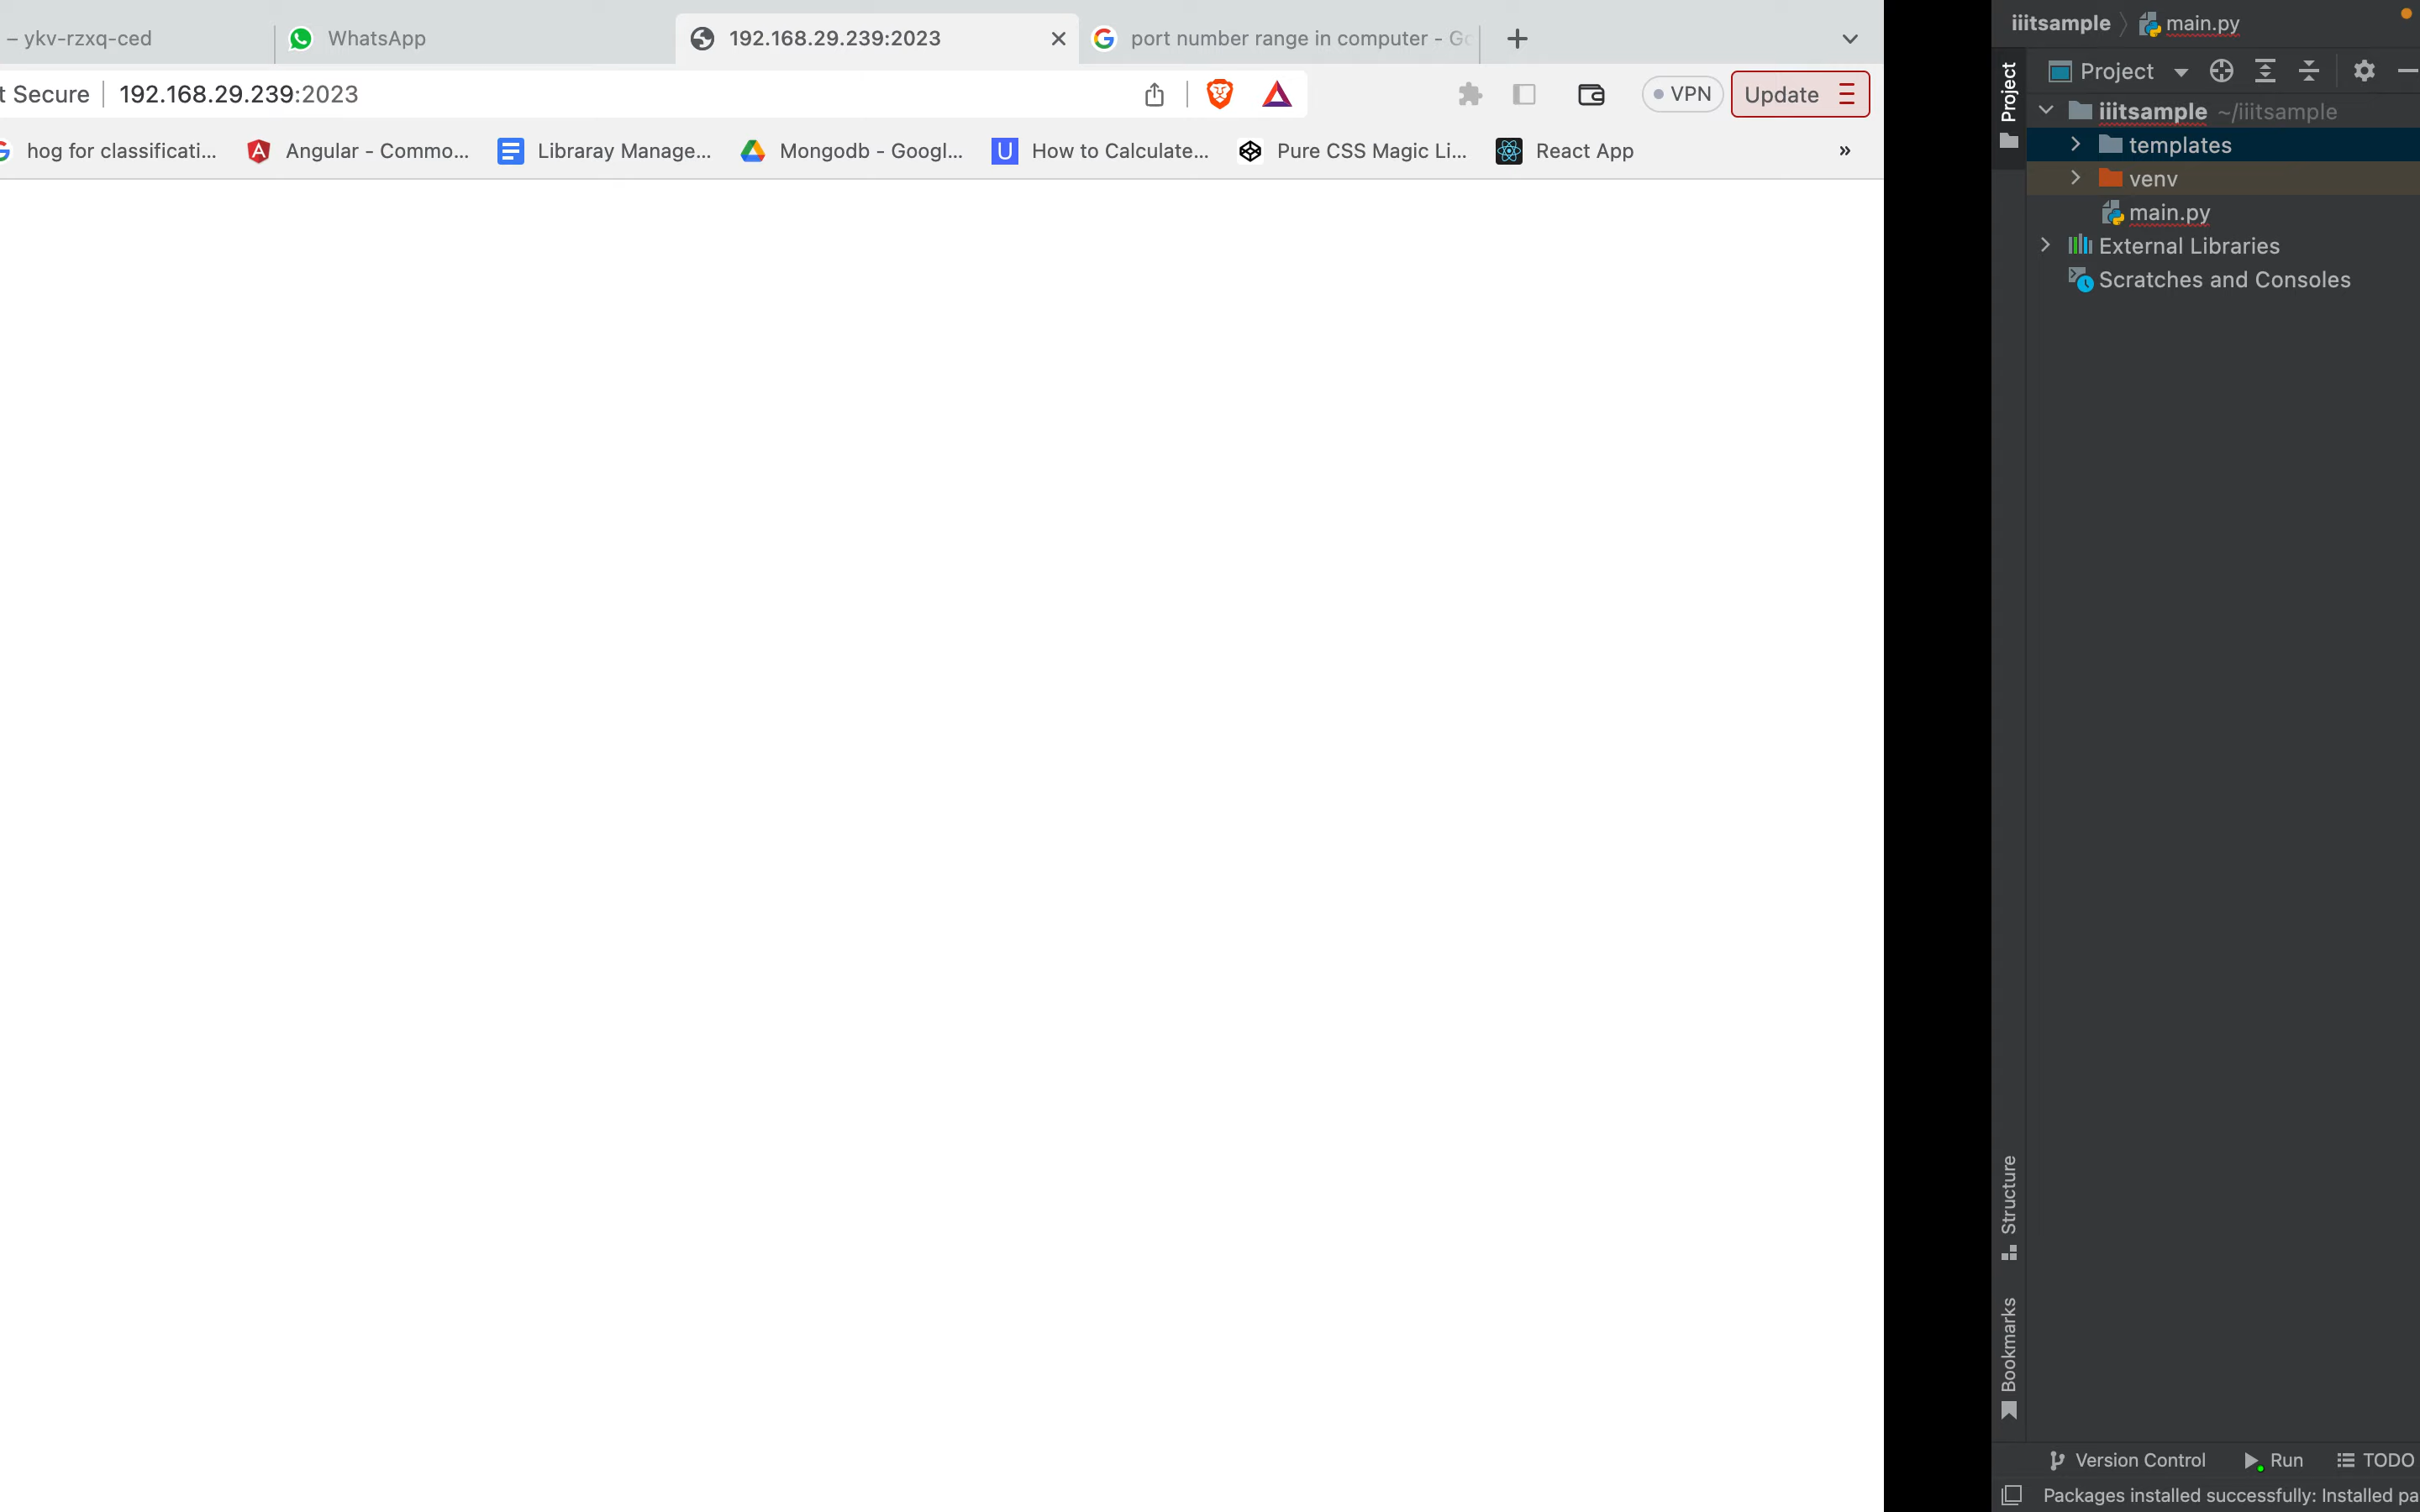 – ykv-rzxq-ced
WhatsApp
192.168.29.239:2023
port number range in computer - Go
t Secure
192.168.29.239:2023
VPN
Update
hog for classificati...
Angular - Commo...
Libraray Manage...
Mongodb - Googl...
U
How to Calculate...
Pure CSS Magic Li...
React App
»
iiitsample
main.py
Project
Project
iiitsample ~/iiitsample
templates
venv
main.py
External Libraries
Scratches and Consoles
Structure
Bookmarks
Version Control
Run
TODO
Packages installed successfully: Installed pa